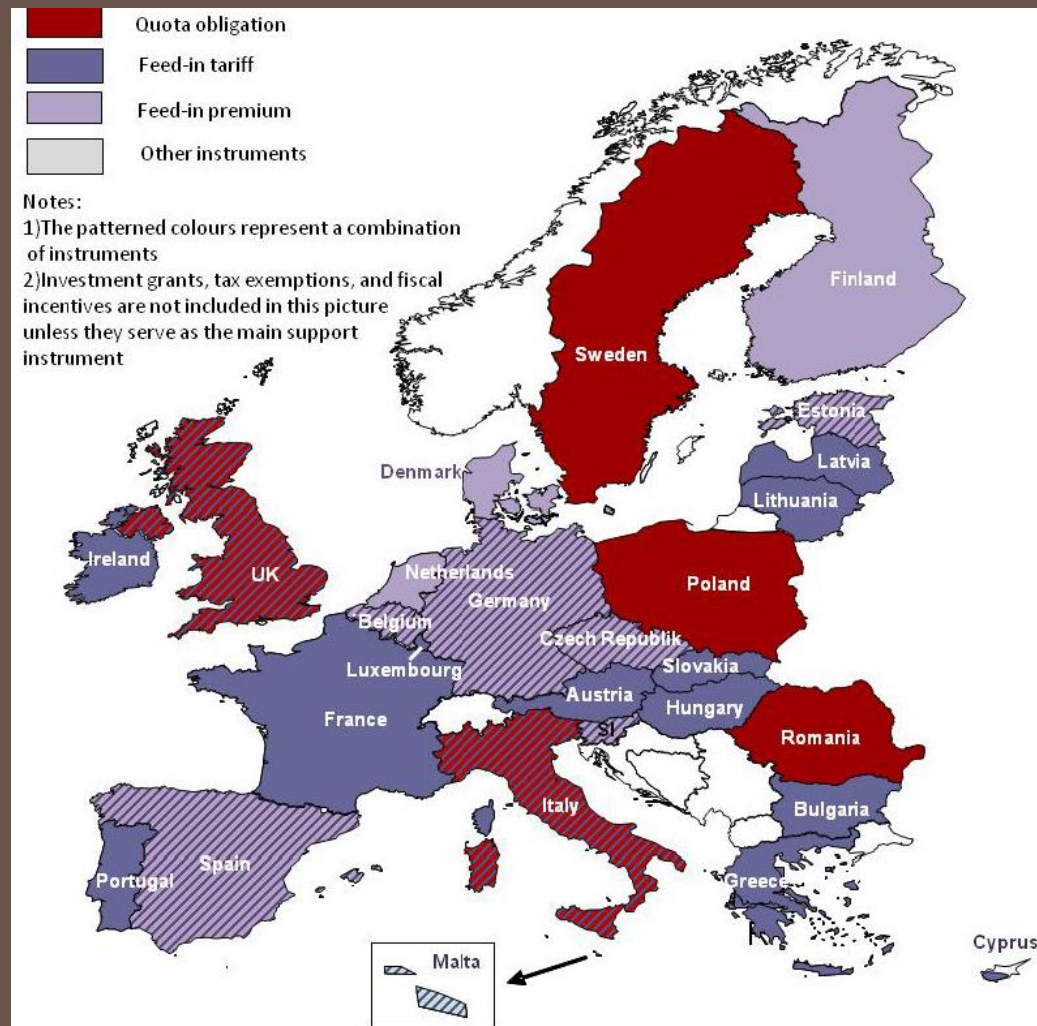 Quota obligation
Feed-in tariff
Feed-in premium
Other instruments
Notes:
1)The patterned colours represent a combination
of instruments
2)Investment grants, tax exemptions, and fiscal
incentives are not included in this picture
unless they serve as the main support
instrument
Finland
Sweden
Estonia
Latvia
Denmark
Lithuania
Ireland
UK
Netherlands
Germany
Poland
Belgium
Czech Republik
Luxembourg
Slovakia
Austria
Hungary
France
SI
Romania
Italy
Bulgaria
Spain
Portugal
Greece
Malta
Cyprus